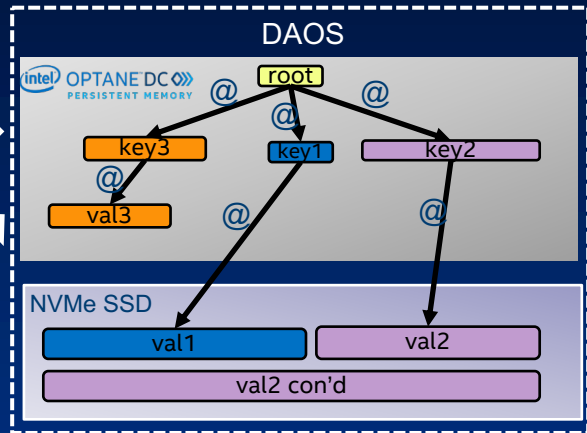 DAOS
intel OPTANE DC
PERSISTENT MEMORY
root
@ @ @
key3 key1 key2
@
val3
@ @
NVMe SSD
val1 val2
val2 con'd